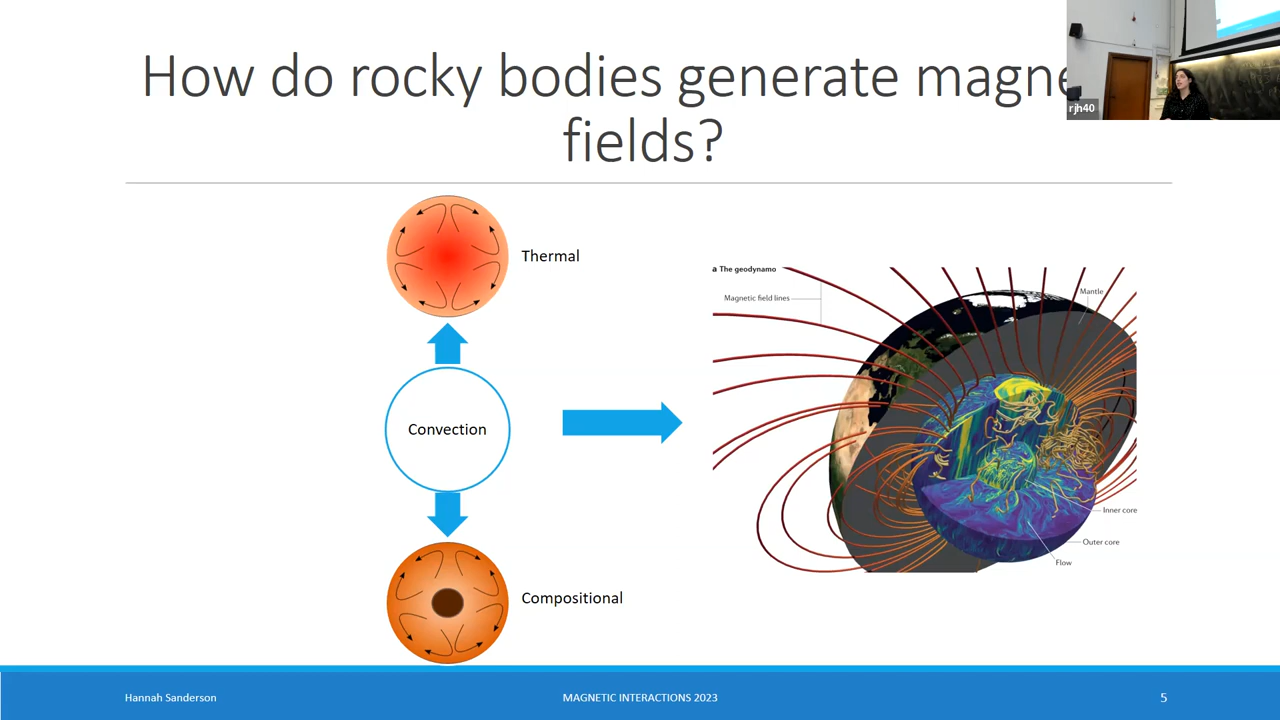 How do rocky bodies generate magne
fields?
rjh40
Thermal
Convection
Compositional
a The geodynamo
Magnetic field lines
Mantle
Inner core
Outer core
Flow
Hannah Sanderson
MAGNETIC INTERACTIONS 2023
5